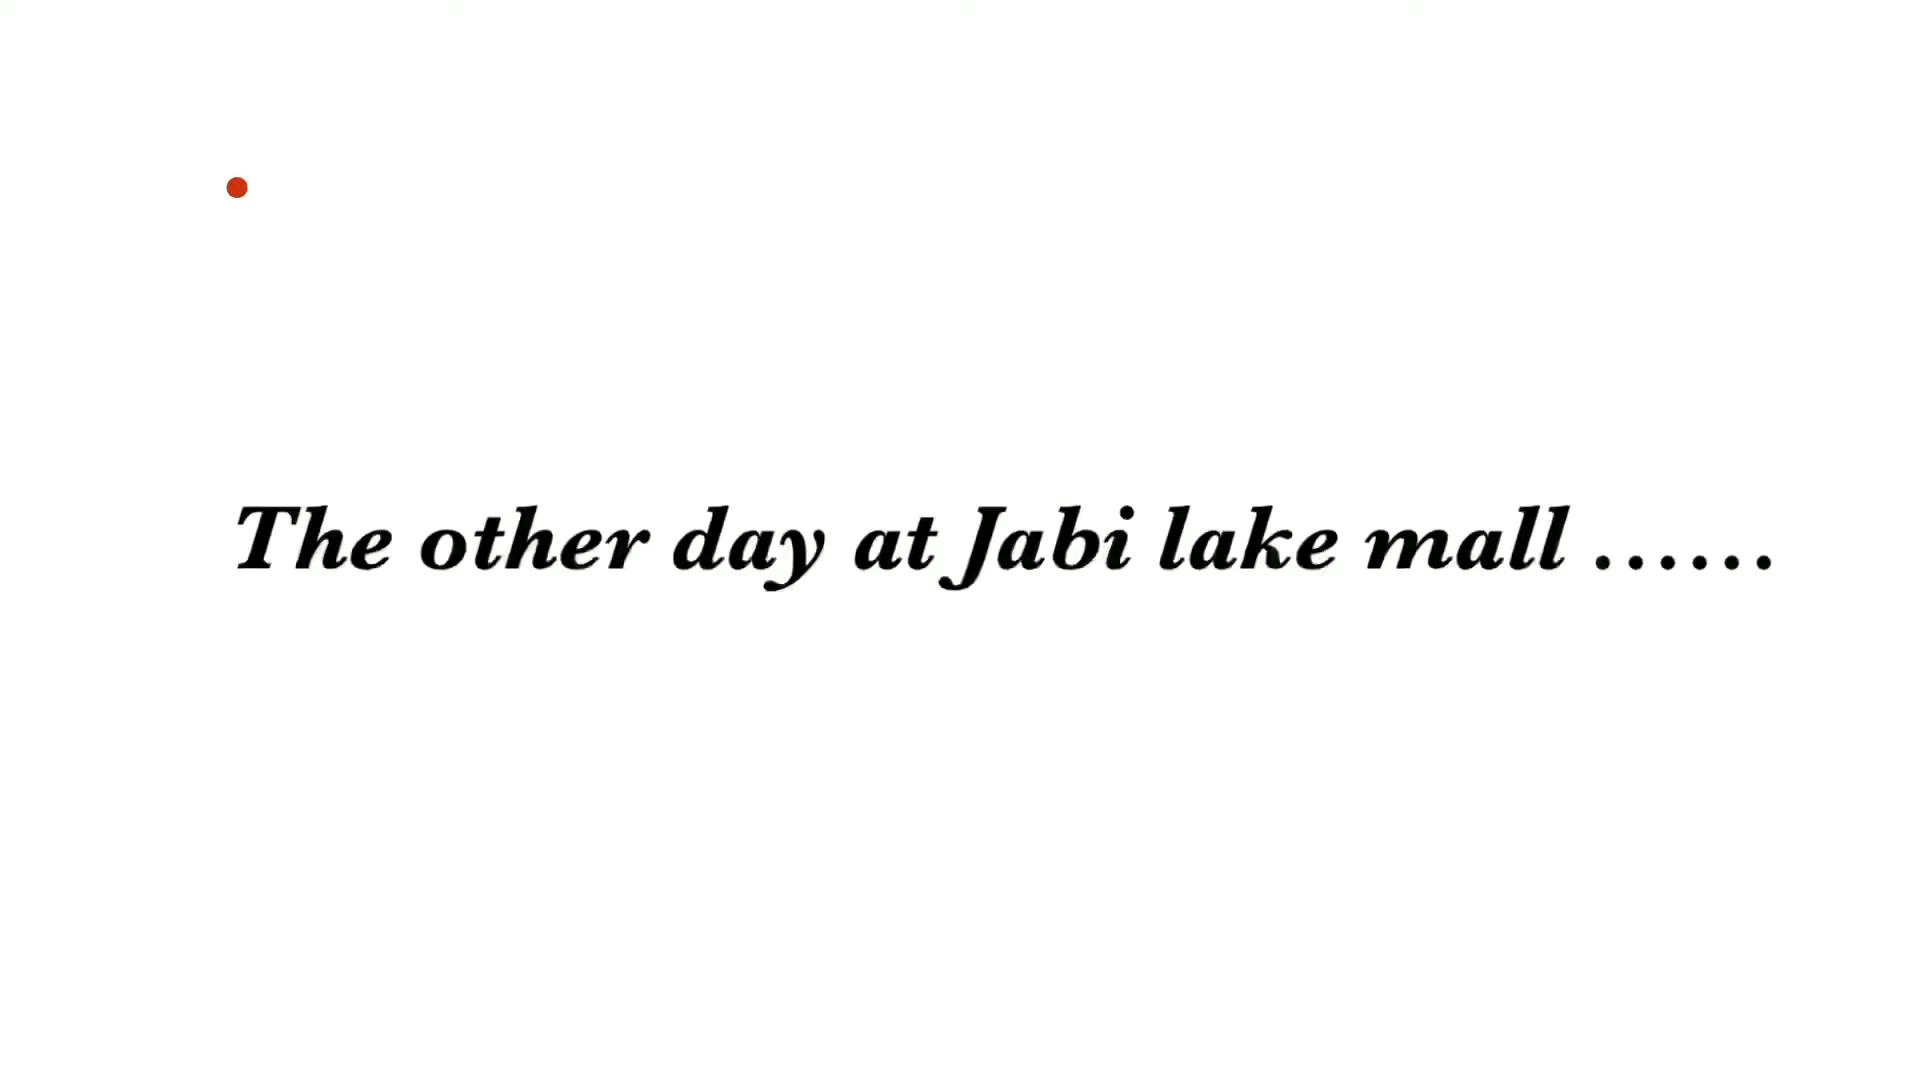 The other day at Jabi lake mall ......